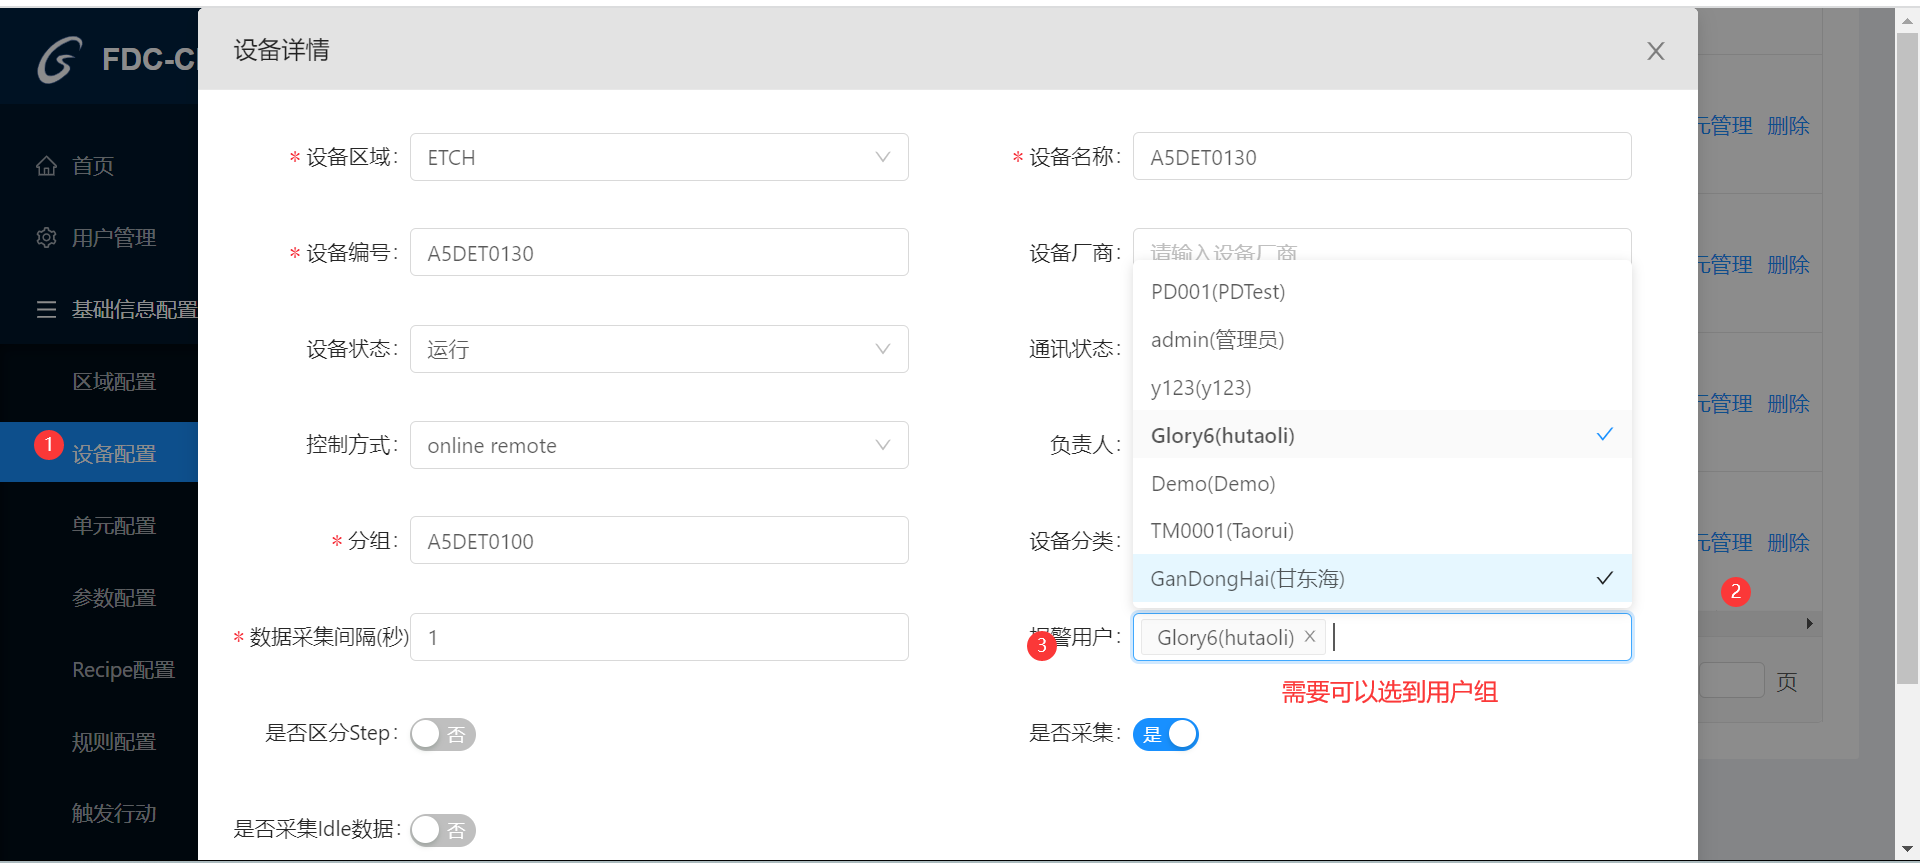 FDC-C
首页
用户管理
基础信息配置
区域配置
1
设备配置
单元配置
参数配置
Recipe配置
规则配置
触发行动
设备详情
* 设备区域: ETCH
* 设备名称: A5DET0130
* 设备编号: A5DET0130
设备厂商: 请输入设备厂商
设备状态: 运行
通讯状态:
控制方式: online remote
负责人:
* 分组: A5DET0100
设备分类:
PD001(PDTest)
admin(管理员)
y123(y123)
Glory6(hutaoli)
Demo(Demo)
TM0001(Taorui)
GanDongHai(甘东海)
* 数据采集间隔(秒) 1
3
警用户: Glory6(hutaoli)
需要可以选到用户组
是否区分Step: 否
是否采集: 是
是否采集Idle数据: 否
元管理 删除
元管理 删除
元管理 删除
元管理 删除
2
页